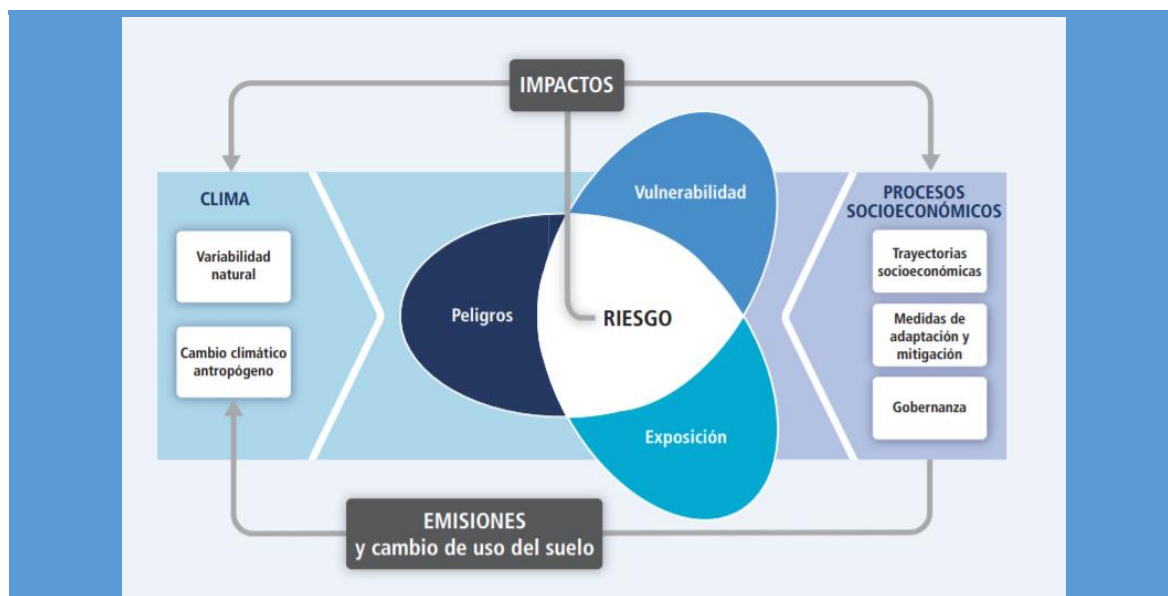 IMPACTOS
CLIMA
Variabilidad
natural
Cambio climático
antropógeno
Vulnerabilidad
Peligros
RIESGO
Exposición
PROCESOS
SOCIOECONÓMICOS
Trayectorias
socioeconómicas
Medidas de
adaptación y
mitigación
Gobernanza
EMISIONES
y cambio de uso del suelo